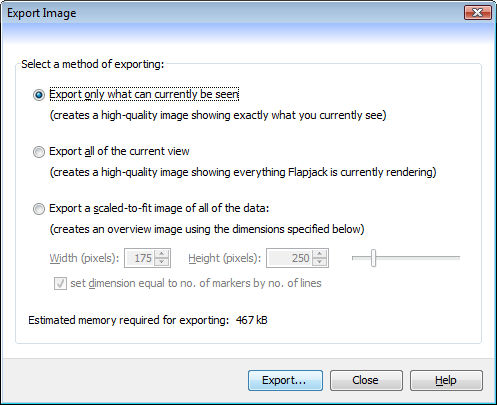 Export Image
Select a method of exporting:
Export only what can currently be seen
(creates a high-quality image showing exactly what you currently see)
Export all of the current view
(creates a high-quality image showing everything Flapjack is currently rendering)
Export a scaled-to-fit image of all of the data:
(creates an overview image using the dimensions specified below)
Width (pixels): 175 Height (pixels): 250
set dimension equal to no. of markers by no. of lines
Estimated memory required for exporting: 467 kB
Export... Close Help